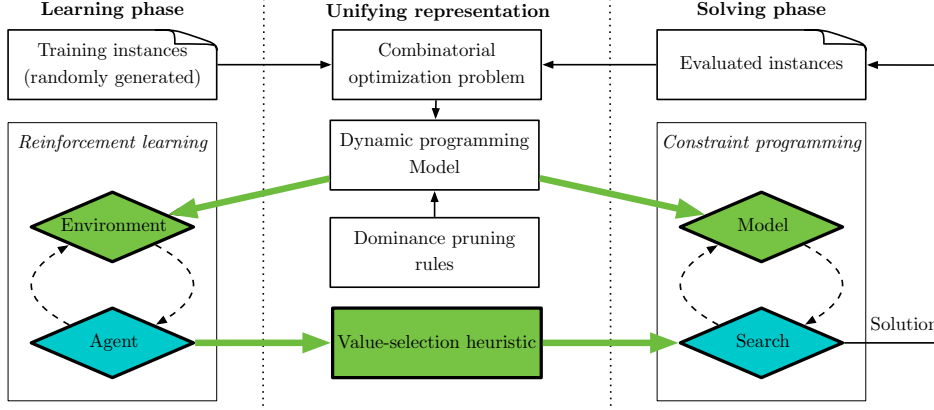 Learning phase
Unifying representation
Solving phase
Training instances
(randomly generated)
Combinatorial
optimization problem
Evaluated instances
Reinforcement learning
Dynamic programming
Model
Constraint programming
Environment
Model
Dominance pruning
rules
Agent
Value-selection heuristic
Search
Solution